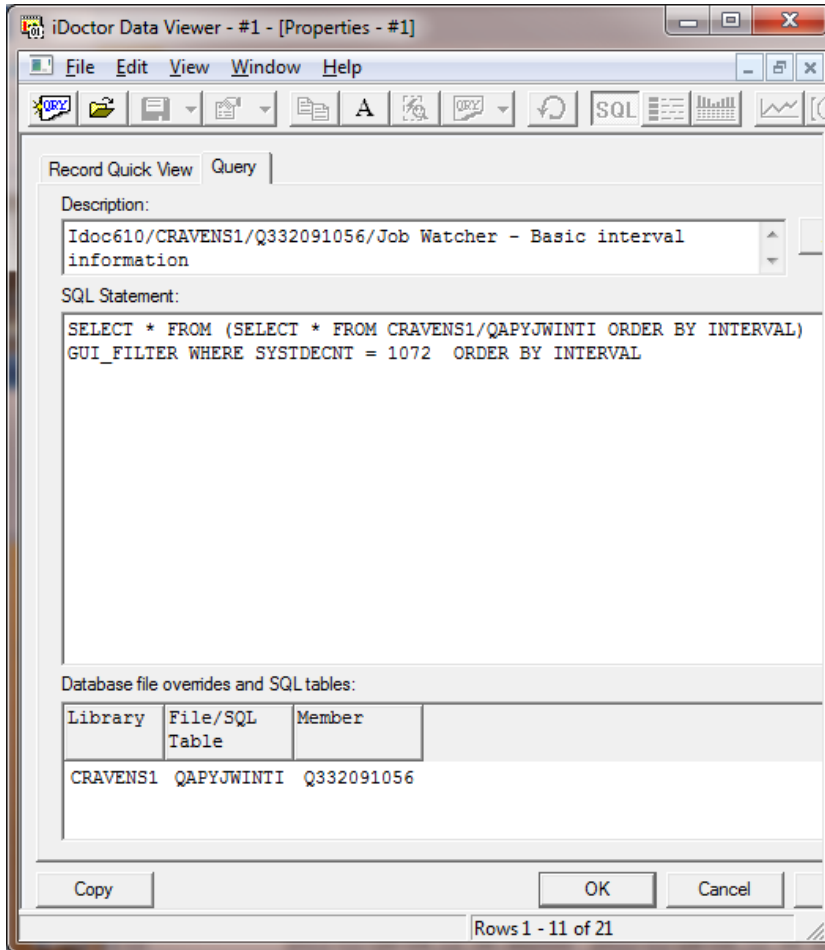 iDoctor Data Viewer - #1 - [Properties - #1]
File Edit View Window Help
QRY A QRY SQL
Record Quick View Query
Description:
Idoc610/CRAVENS1/Q332091056/Job Watcher - Basic interval
information
SQL Statement:
SELECT * FROM (SELECT * FROM CRAVENS1/QAPYJWINTI ORDER BY INTERVAL)
GUI_FILTER WHERE SYSTDECNT = 1072  ORDER BY INTERVAL
Database file overrides and SQL tables:
Library File/SQL Member
Table
CRAVENS1 QAPYJWINTI Q332091056
Copy OK Cancel
Rows 1 - 11 of 21